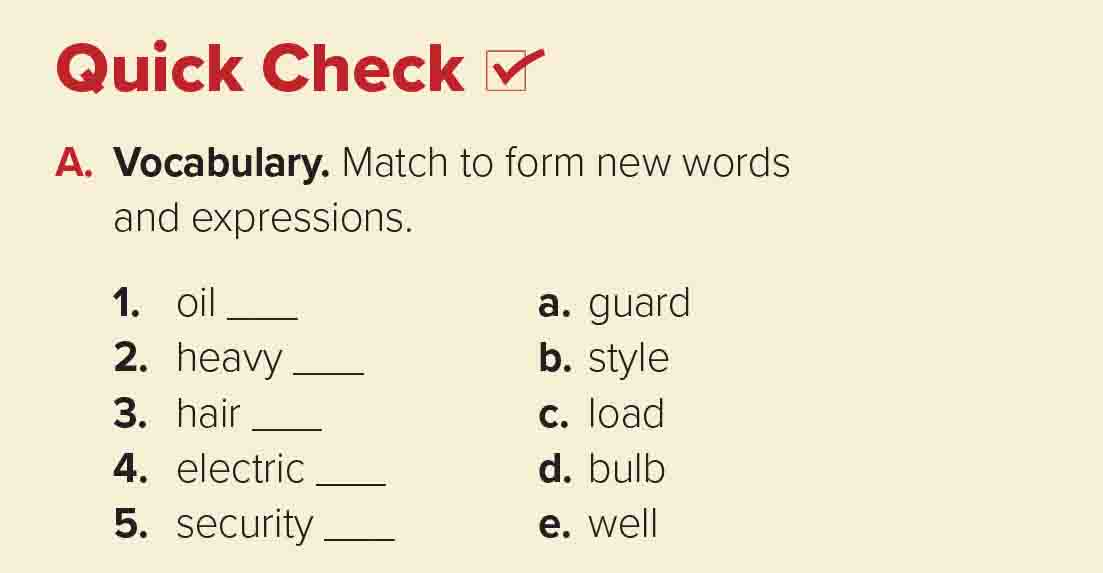 Quick Check
A. Vocabulary. Match to form new words
and expressions.
1. oil ____ a. guard
2. heavy ____ b. style
3. hair ____ c. load
4. electric ____ d. bulb
5. security ____ e. well